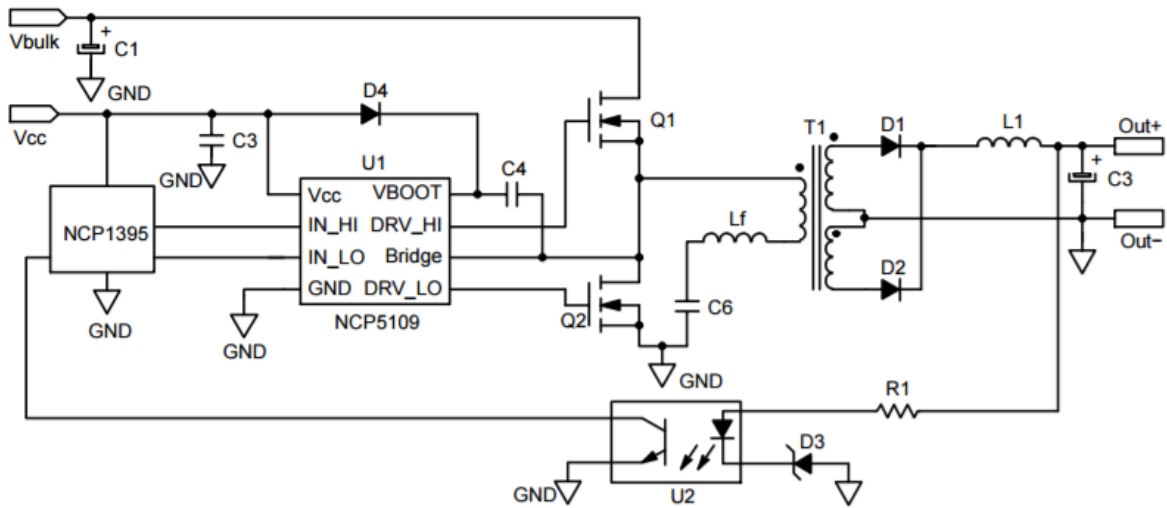 Vbulk
+
C1
GND
Vcc
C3
GND
D4
U1
Vcc
VBOOT
IN_HI
DRV_HI
IN_LO
Bridge
GND
DRV_LO
NCP5109
C4
NCP1395
GND
GND
Q1
Q2
Lf
C6
GND
T1
D1
D2
L1
Out+
+
C3
Out−
R1
D3
U2
GND